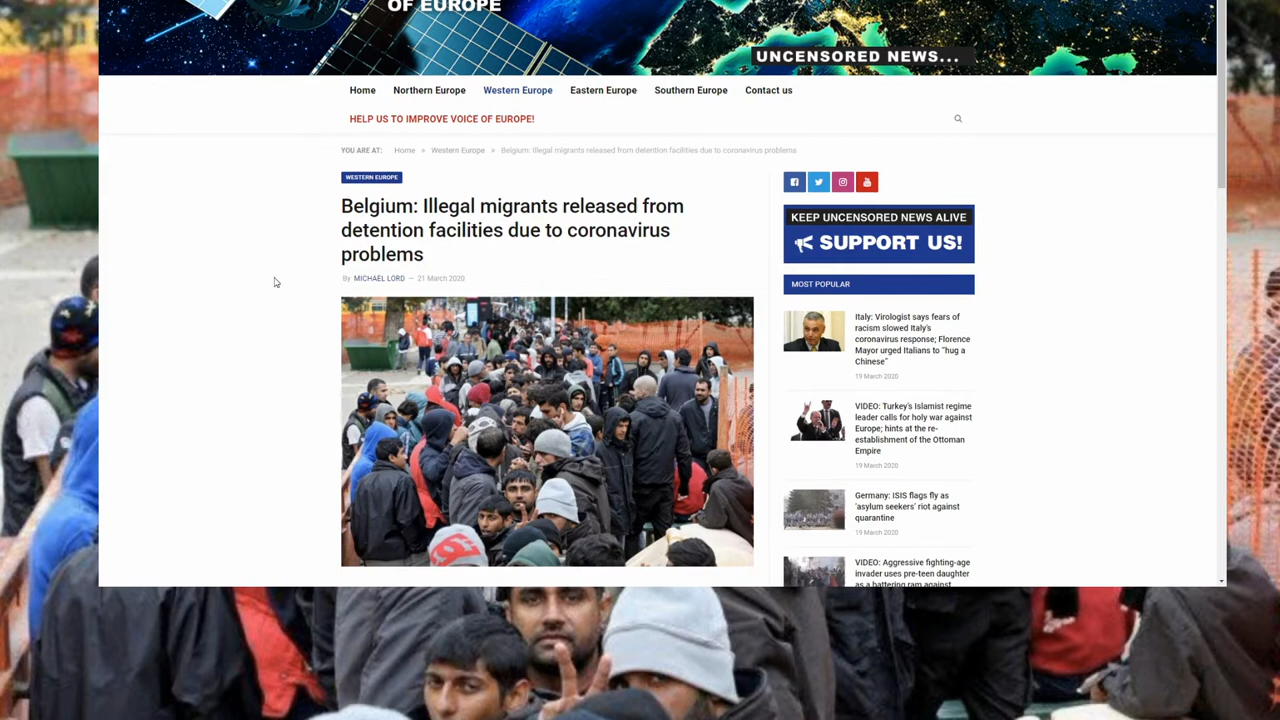 OF EUROPE
UNCENSORED NEWS...
Home Northern Europe Western Europe Eastern Europe Southern Europe Contact us
HELP US TO IMPROVE VOICE OF EUROPE!
YOU ARE AT: Home » Western Europe » Belgium: Illegal migrants released from detention facilities due to coronavirus problems
WESTERN EUROPE
Belgium: Illegal migrants released from
detention facilities due to coronavirus
problems
By MICHAEL LORD — 21 March 2020
KEEP UNCENSORED NEWS ALIVE
SUPPORT US!
MOST POPULAR
Italy: Virologist says fears of
racism slowed Italy's
coronavirus response; Florence
Mayor urged Italians to "hug a
Chinese"
19 March 2020
VIDEO: Turkey's Islamist regime
leader calls for holy war against
Europe; hints at the re-
establishment of the Ottoman
Empire
19 March 2020
Germany: ISIS flags fly as
'asylum seekers' riot against
quarantine
19 March 2020
VIDEO: Aggressive fighting-age
invader uses pre-teen daughter
as a battering ram against